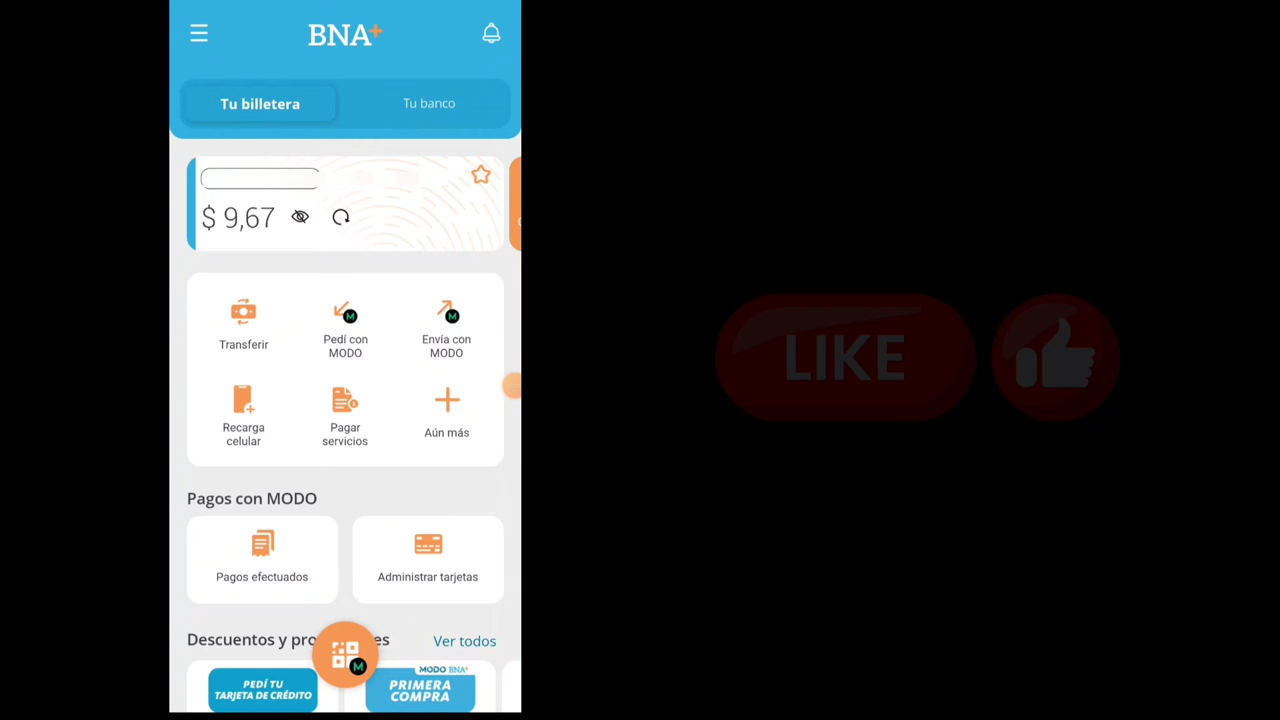 BNA+
Tu billetera
Tu banco
$ 9,67
Transferir
Pedí con
MODO
Envía con
MODO
Recarga
celular
Pagar
servicios
Aún más
Pagos con MODO
Pagos efectuados
Administrar tarjetas
Descuentos y
Ver todos
PEDÍ TU
TARJETA DE CRÉDITO
MODO BNA+
PRIMERA
COMPRA
LIKE